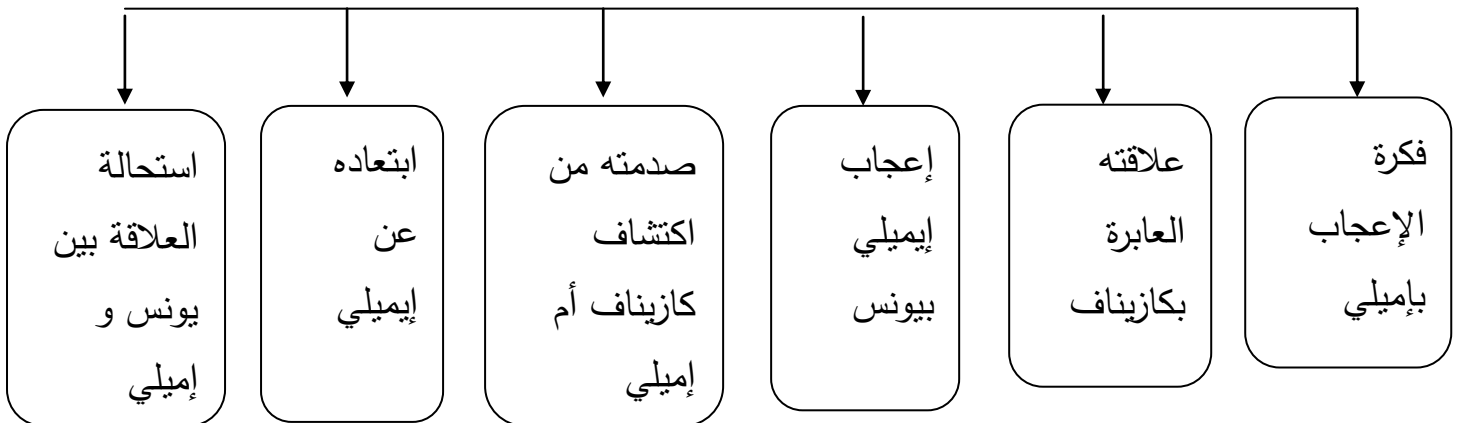 فكرة
الإعجاب
بإميلي
علاقته
العابرة
بكازيناف
إعجاب
إيميلي
بيونس
صدمته من
اكتشاف
كازيناف أم
إميلي
ابتعاده
عن
إيميلي
استحالة
العلاقة بين
يونس و
إميلي